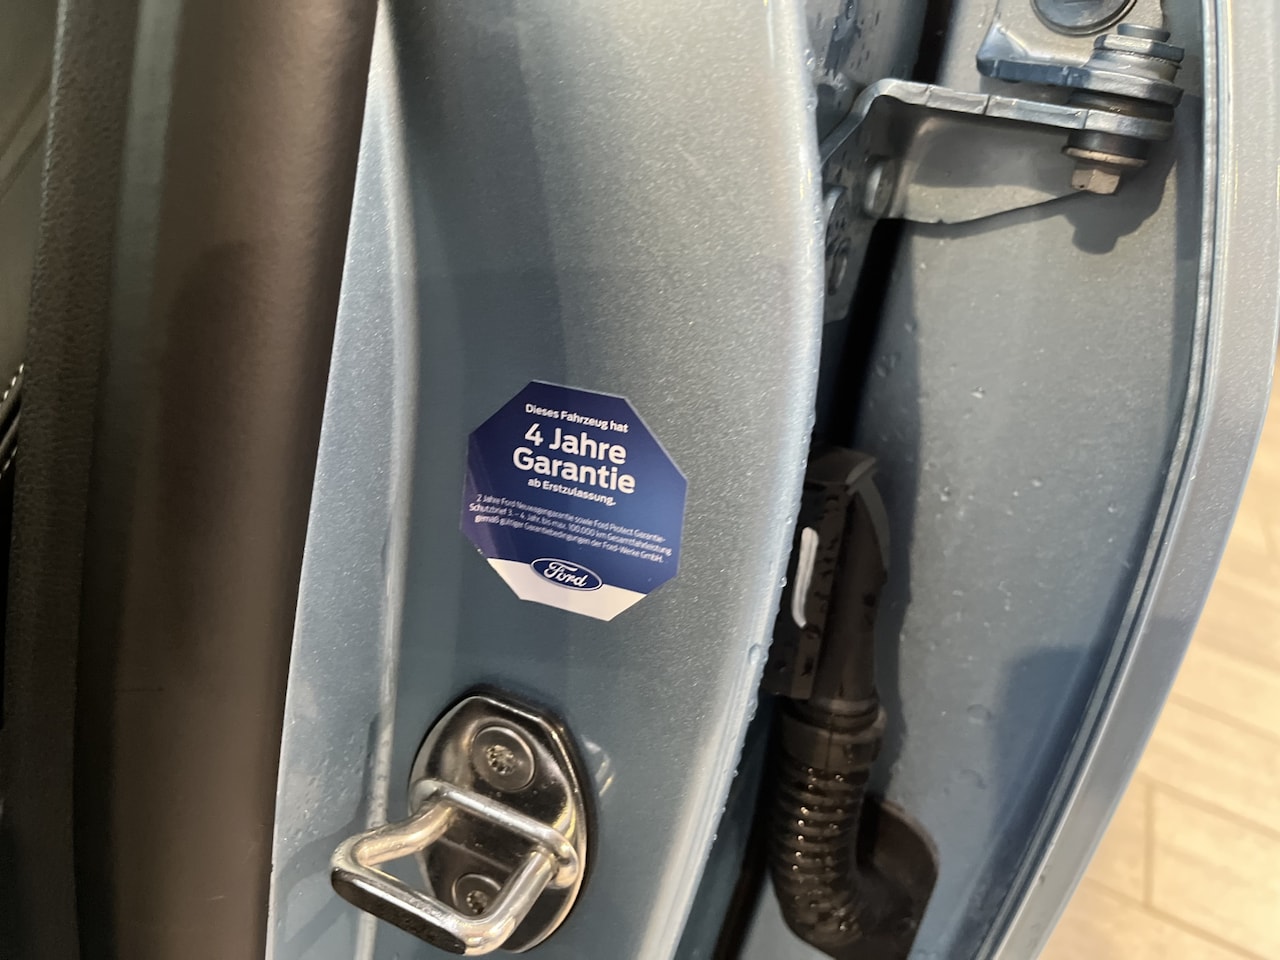 Dieses Fahrzeug hat
4 Jahre
Garantie
ab Erstzulassung.
2 Jahre Ford Neuwagengarantie sowie Ford Protect Garantie-
Schutzbrief 3. – 4. Jahr, bis max. 100.000 km Gesamtfahrleistung
gemäß gültiger Garantiebedingungen der Ford-Werke GmbH.
Ford